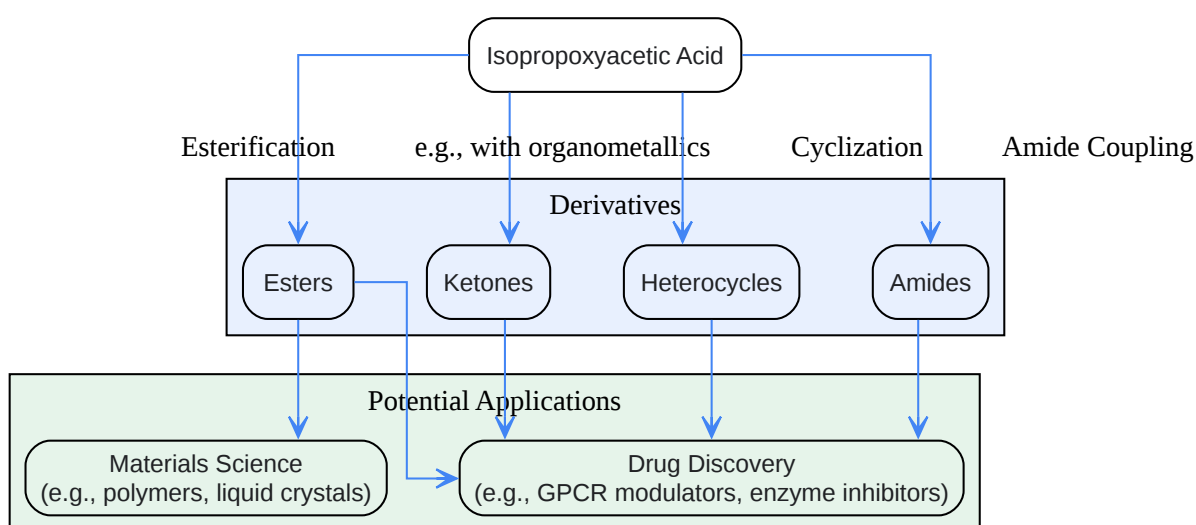 Isopropoxyacetic Acid
Esterification
e.g., with organometallics
Cyclization
Amide Coupling
Derivatives
Esters
Ketones
Heterocycles
Amides
Potential Applications
Materials Science
(e.g., polymers, liquid crystals)
Drug Discovery
(e.g., GPCR modulators, enzyme inhibitors)